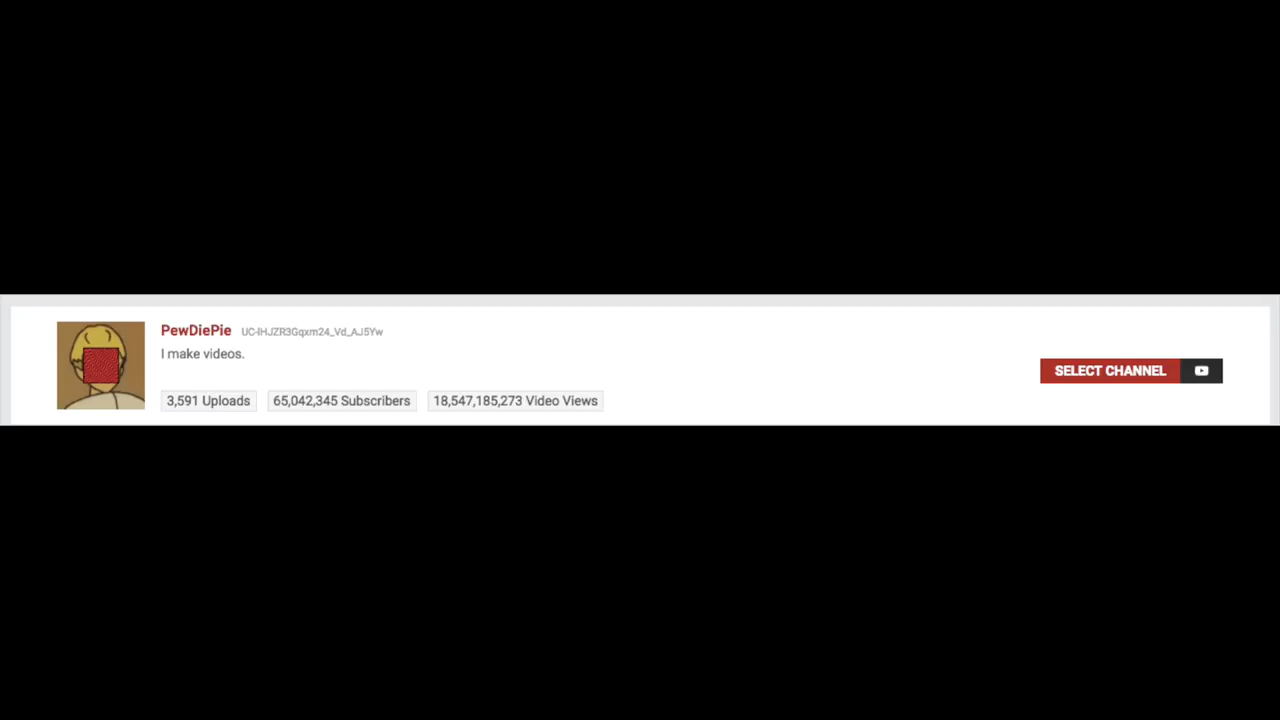 PewDiePie UC-lHJZR3Gqxm24_Vd_AJ5Yw
I make videos.
SELECT CHANNEL
3,591 Uploads 65,042,345 Subscribers 18,547,185,273 Video Views